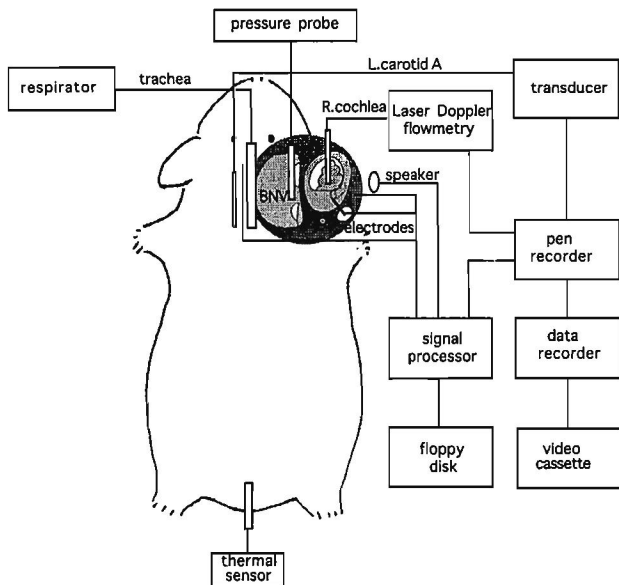 pressure probe
L.carotid A
respirator
trachea
transducer
R.cochlea
Laser Doppler
flowmetry
speaker
BNV
electrodes
pen
recorder
signal
processor
data
recorder
floppy
disk
video
cassette
thermal
sensor